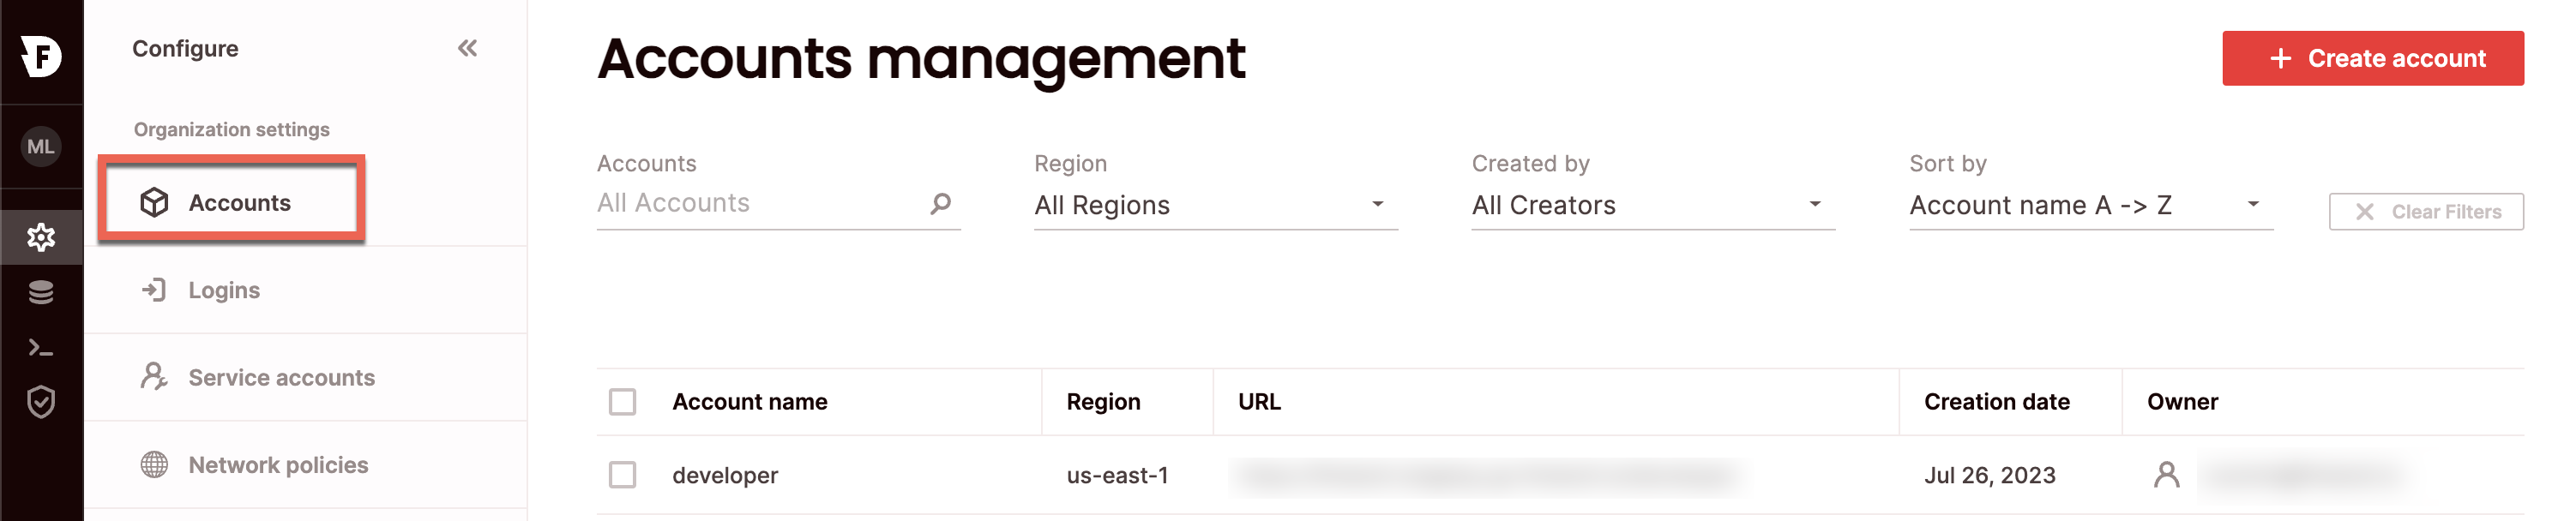 F
ML
Configure
Organization settings
Accounts
Logins
Service accounts
Network policies
Accounts management
+ Create account
Accounts
All Accounts
Region
All Regions
Created by
All Creators
Sort by
Account name A -> Z
Clear Filters
Account name Region URL Creation date Owner
developer us-east-1 Jul 26, 2023